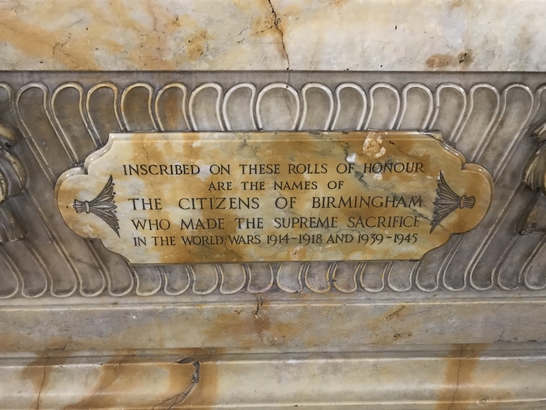 INSCRIBED ON THESE ROLLS OF HONOUR
ARE THE NAMES OF
THE CITIZENS OF BIRMINGHAM
WHO MADE THE SUPREME SACRIFICE
IN THE WORLD WARS 1914-1918 AND 1939-1945